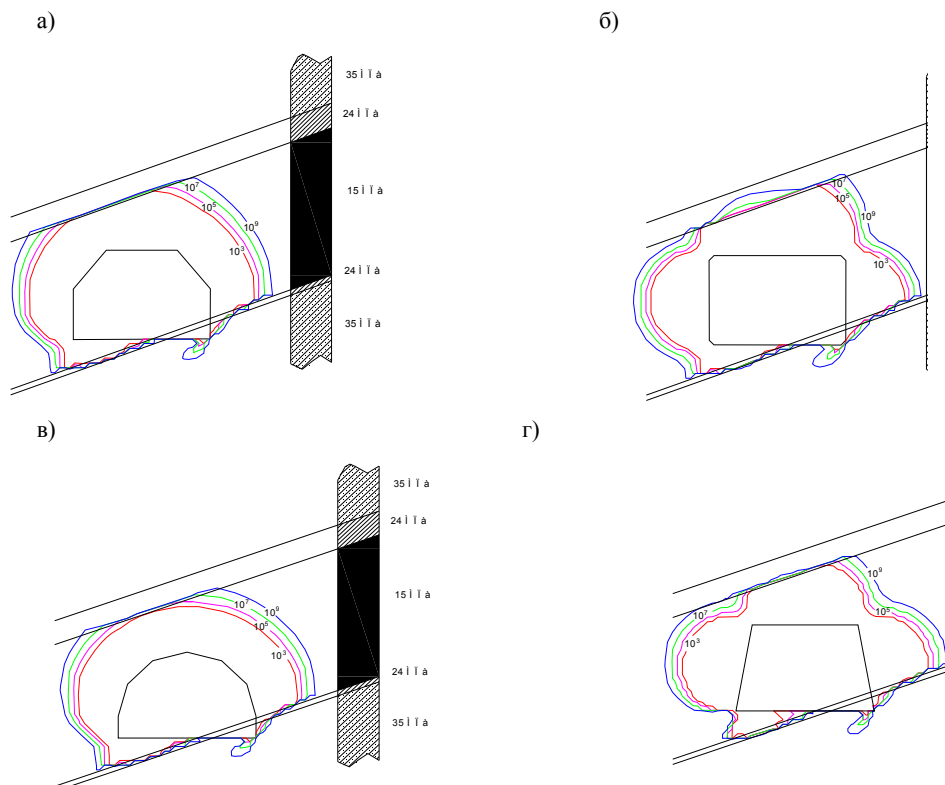 а)
б)
35 Ì Ï à
24 Ì Ï à
15 Ì Ï à
24 Ì Ï à
35 Ì Ï à
10⁷
10⁵
10⁹
10³
10⁷
10⁵
10⁹
10³
в)
г)
35 Ì Ï à
24 Ì Ï à
15 Ì Ï à
24 Ì Ï à
35 Ì Ï à
10⁷
10⁹
10⁵
10³
10⁹
10⁷
10⁵
10³